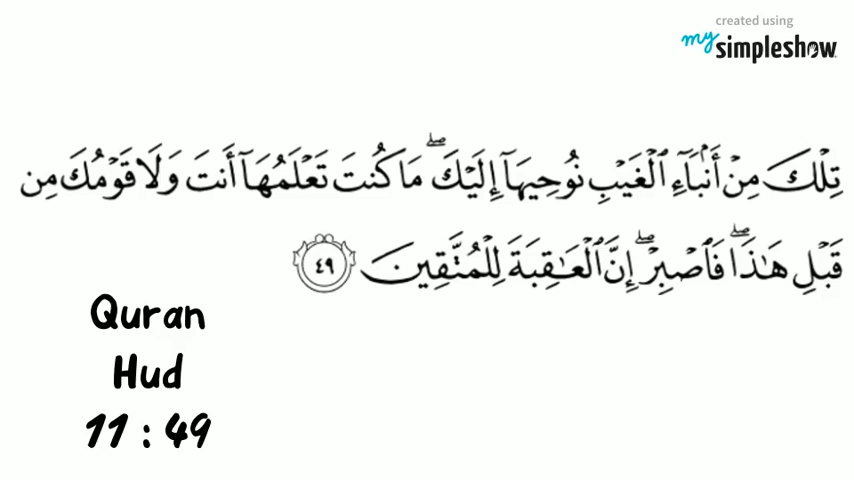 created using
my simpleshow
تِلْكَ مِنْ أَنۢبَآءِ ٱلْغَيْبِ نُوحِيهَآ إِلَيْكَ ۖ مَا كُنتَ تَعْلَمُهَآ أَنتَ وَلَا قَوْمُكَ مِن
قَبْلِ هَـٰذَا ۖ فَٱصْبِرْ ۖ إِنَّ ٱلْعَـٰقِبَةَ لِلْمُتَّقِينَ ٤٩
Quran
Hud
11 : 49